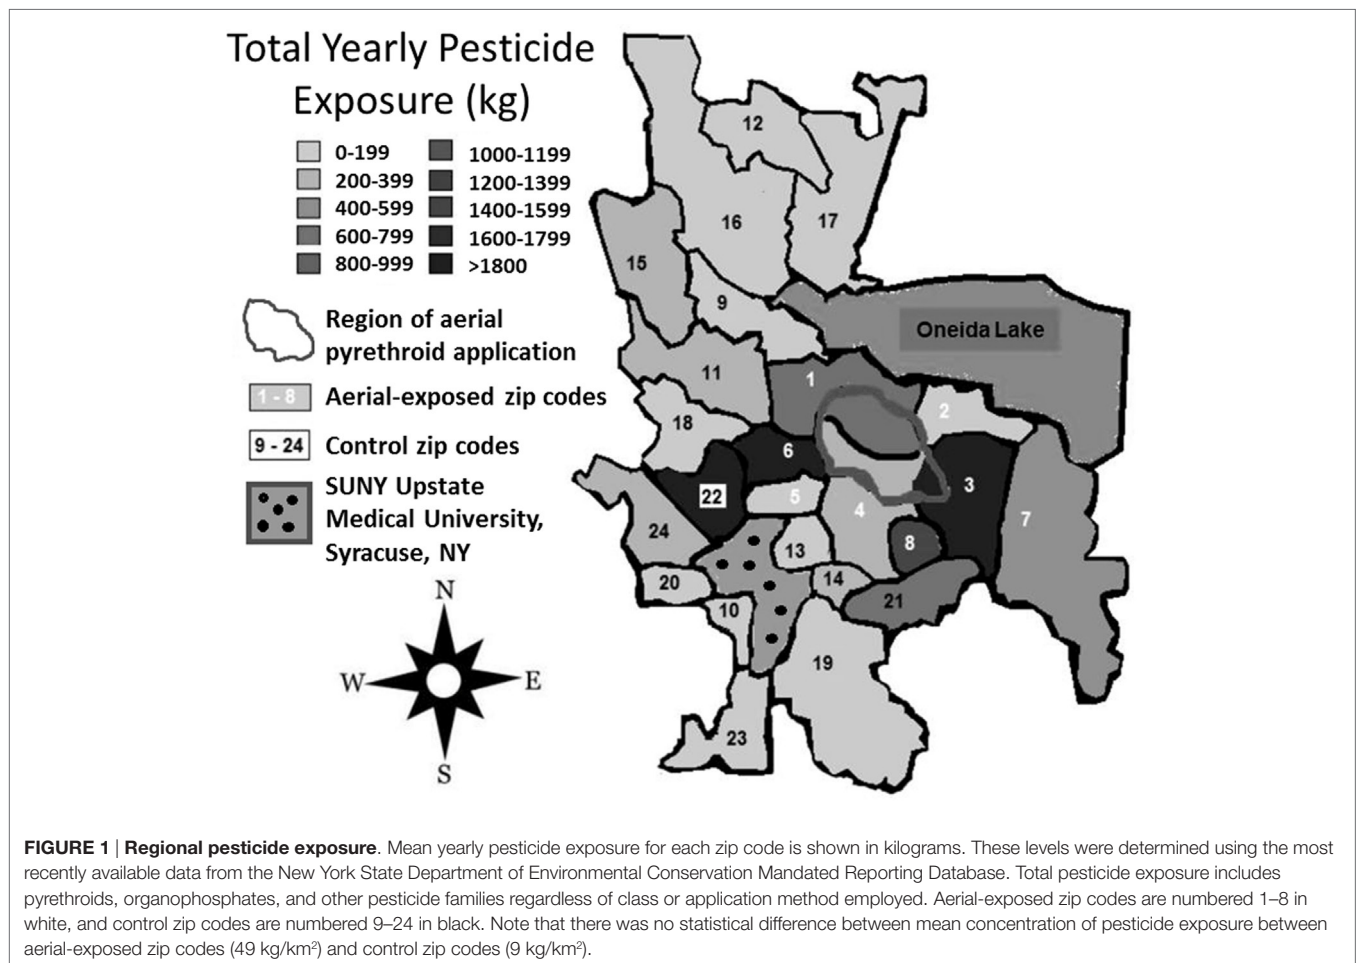 Total Yearly Pesticide
Exposure (kg)
0-199
200-399
400-599
600-799
800-999
1000-1199
1200-1399
1400-1599
1600-1799
>1800
Region of aerial
pyrethroid application
1 - 8
Aerial-exposed zip codes
9 - 24
Control zip codes
SUNY Upstate
Medical University,
Syracuse, NY
N
W
E
S
12
16
17
15
9
Oneida Lake
11
1
2
18
6
3
22
5
4
7
24
8
13
20
14
10
21
19
23
FIGURE 1 | Regional pesticide exposure. Mean yearly pesticide exposure for each zip code is shown in kilograms. These levels were determined using the most
recently available data from the New York State Department of Environmental Conservation Mandated Reporting Database. Total pesticide exposure includes
pyrethroids, organophosphates, and other pesticide families regardless of class or application method employed. Aerial-exposed zip codes are numbered 1–8 in
white, and control zip codes are numbered 9–24 in black. Note that there was no statistical difference between mean concentration of pesticide exposure between
aerial-exposed zip codes (49 kg/km²) and control zip codes (9 kg/km²).